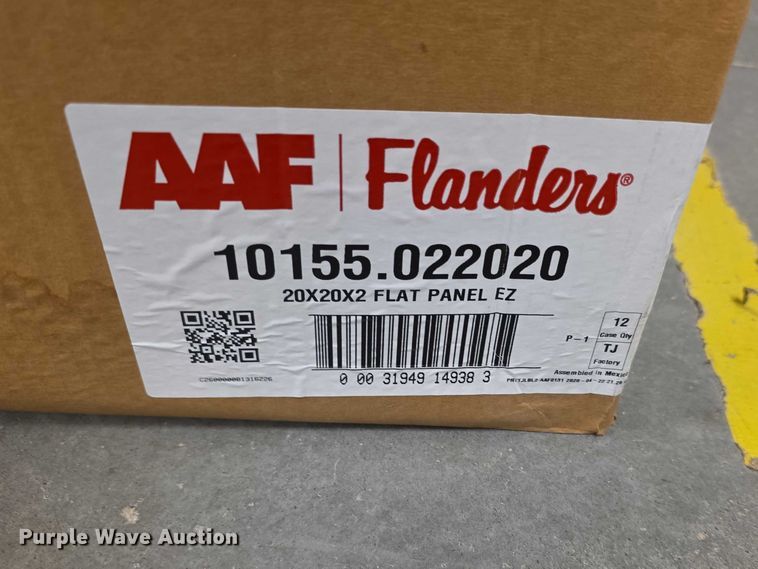 AAF | Flanders®
10155.022020
20X20X2 FLAT PANEL EZ
P-1
12
Case Qty
TJ
Factory
0 00 31949 14938 3
Assembled in Mexico
Purple Wave Auction